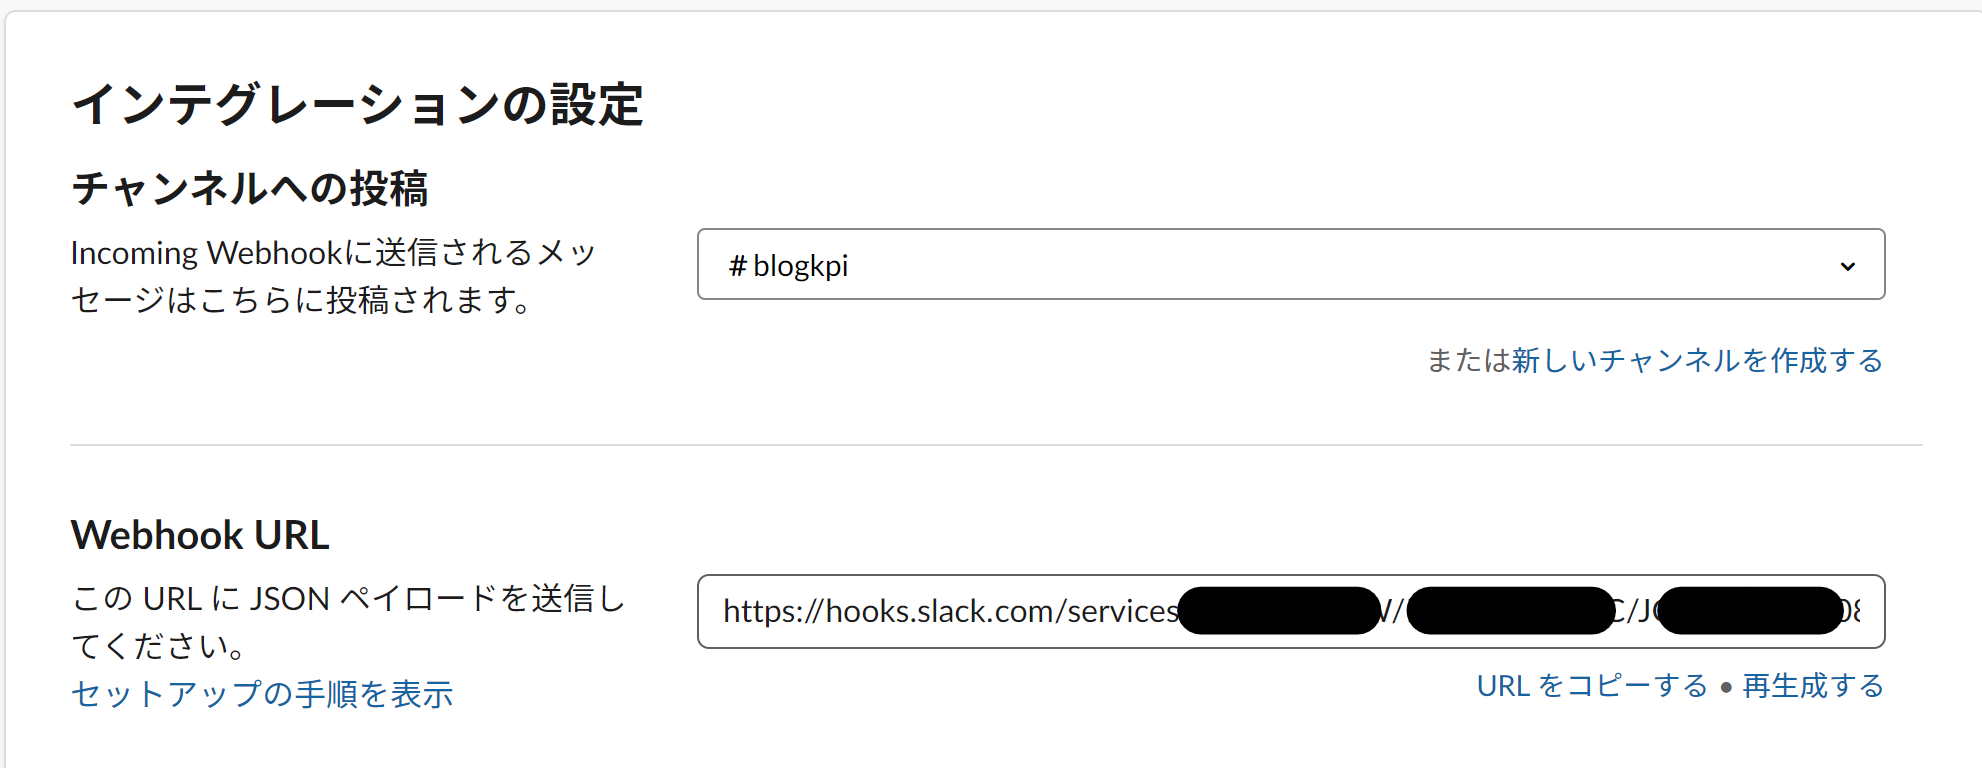 インテグレーションの設定
チャンネルへの投稿
Incoming Webhookに送信されるメッ
セージはこちらに投稿されます。
# blogkpi
または新しいチャンネルを作成する
Webhook URL
この URL に JSON ペイロードを送信し
てください。
セットアップの手順を表示
https://hooks.slack.com/services
URL をコピーする • 再生成する